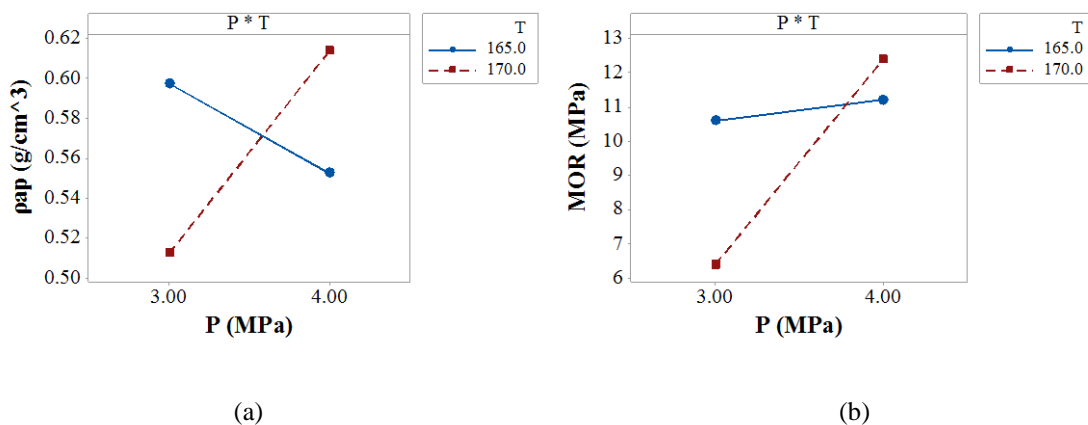 P * T
T
165.0
170.0
0.62
0.60
0.58
0.56
0.54
0.52
0.50
ρap (g/cm^3)
3.00
4.00
P (MPa)
(a)
P * T
T
165.0
170.0
13
12
11
10
9
8
7
6
MOR (MPa)
3.00
4.00
P (MPa)
(b)